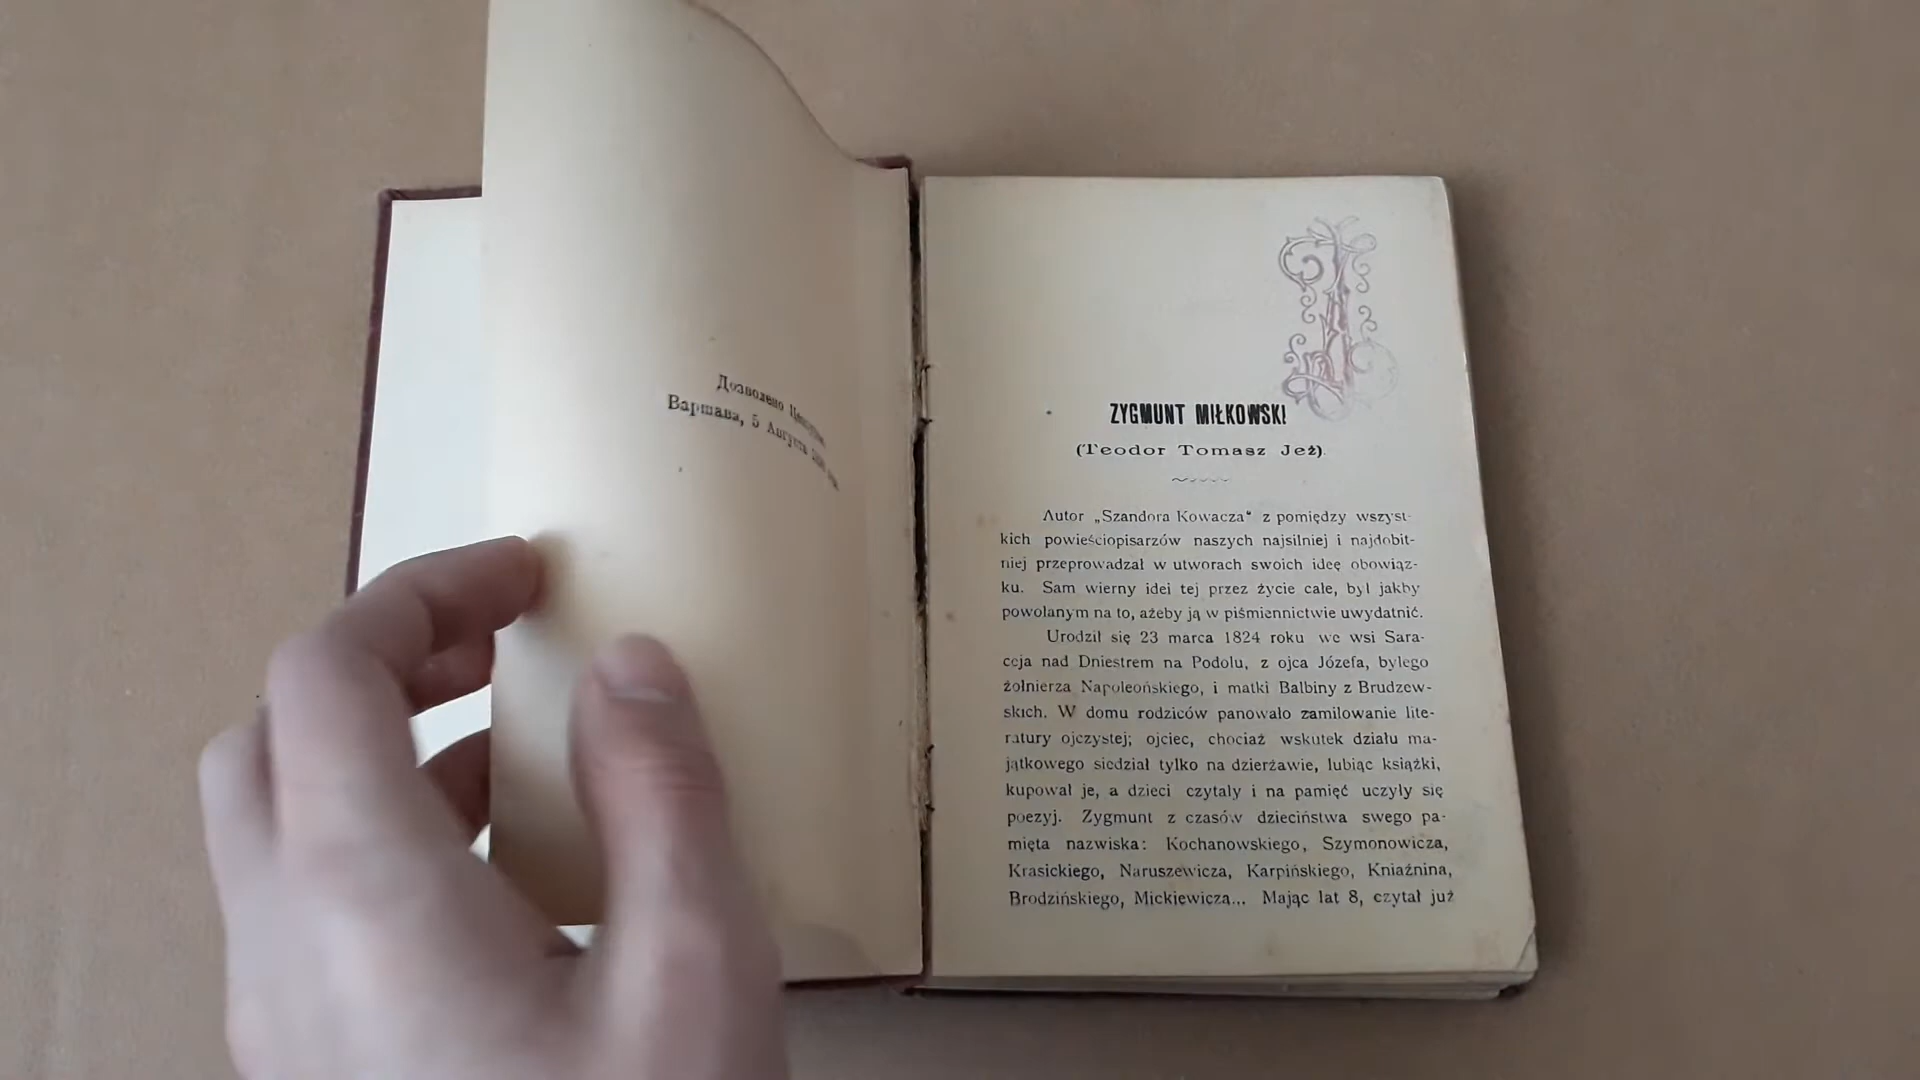 Дозволено
Варшава, 5 Августа
ZYGMUNT MIŁKOWSKI
(Teodor Tomasz Jeż).
Autor „Szandora Kowacza“ z pomiędzy wszyst-
kich powieściopisarzów naszych najsilniej i najdobit-
niej przeprowadzał w utworach swoich ideę obowiąz-
ku. Sam wierny idei tej przez życie całe, był jakby
powołanym na to, ażeby ją w piśmiennictwie uwydatnić.
Urodził się 23 marca 1824 roku we wsi Sara-
ceja nad Dniestrem na Podolu, z ojca Józefa, byłego
żołnierza Napoleońskiego, i matki Balbiny z Brudzew-
skich. W domu rodziców panowało zamiłowanie lite-
ratury ojczystej; ojciec, chociaż wskutek działu ma-
jątkowego siedział tylko na dzierżawie, lubiąc książki,
kupował je, a dzieci czytały i na pamięć uczyły się
poezyj. Zygmunt z czasów dzieciństwa swego pa-
mięta nazwiska: Kochanowskiego, Szymonowicza,
Krasickiego, Naruszewicza, Karpińskiego, Kniaźnina,
Brodzińskiego, Mickiewicza... Mając lat 8, czytał już